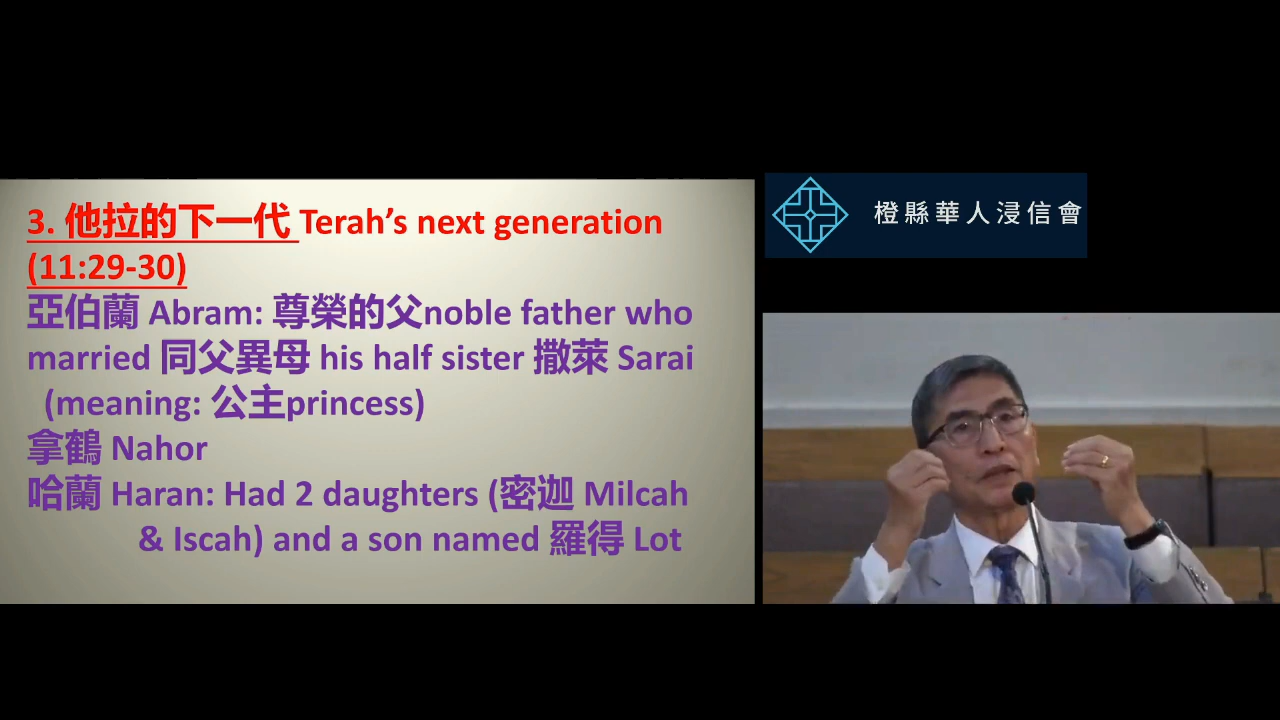 3. 他拉的下一代 Terah’s next generation
(11:29-30)
亞伯蘭 Abram: 尊榮的父noble father who
married 同父異母 his half sister 撒萊 Sarai
(meaning: 公主princess)
拿鶴 Nahor
哈蘭 Haran: Had 2 daughters (密迦 Milcah
& Iscah) and a son named 羅得 Lot
橙縣華人浸信會